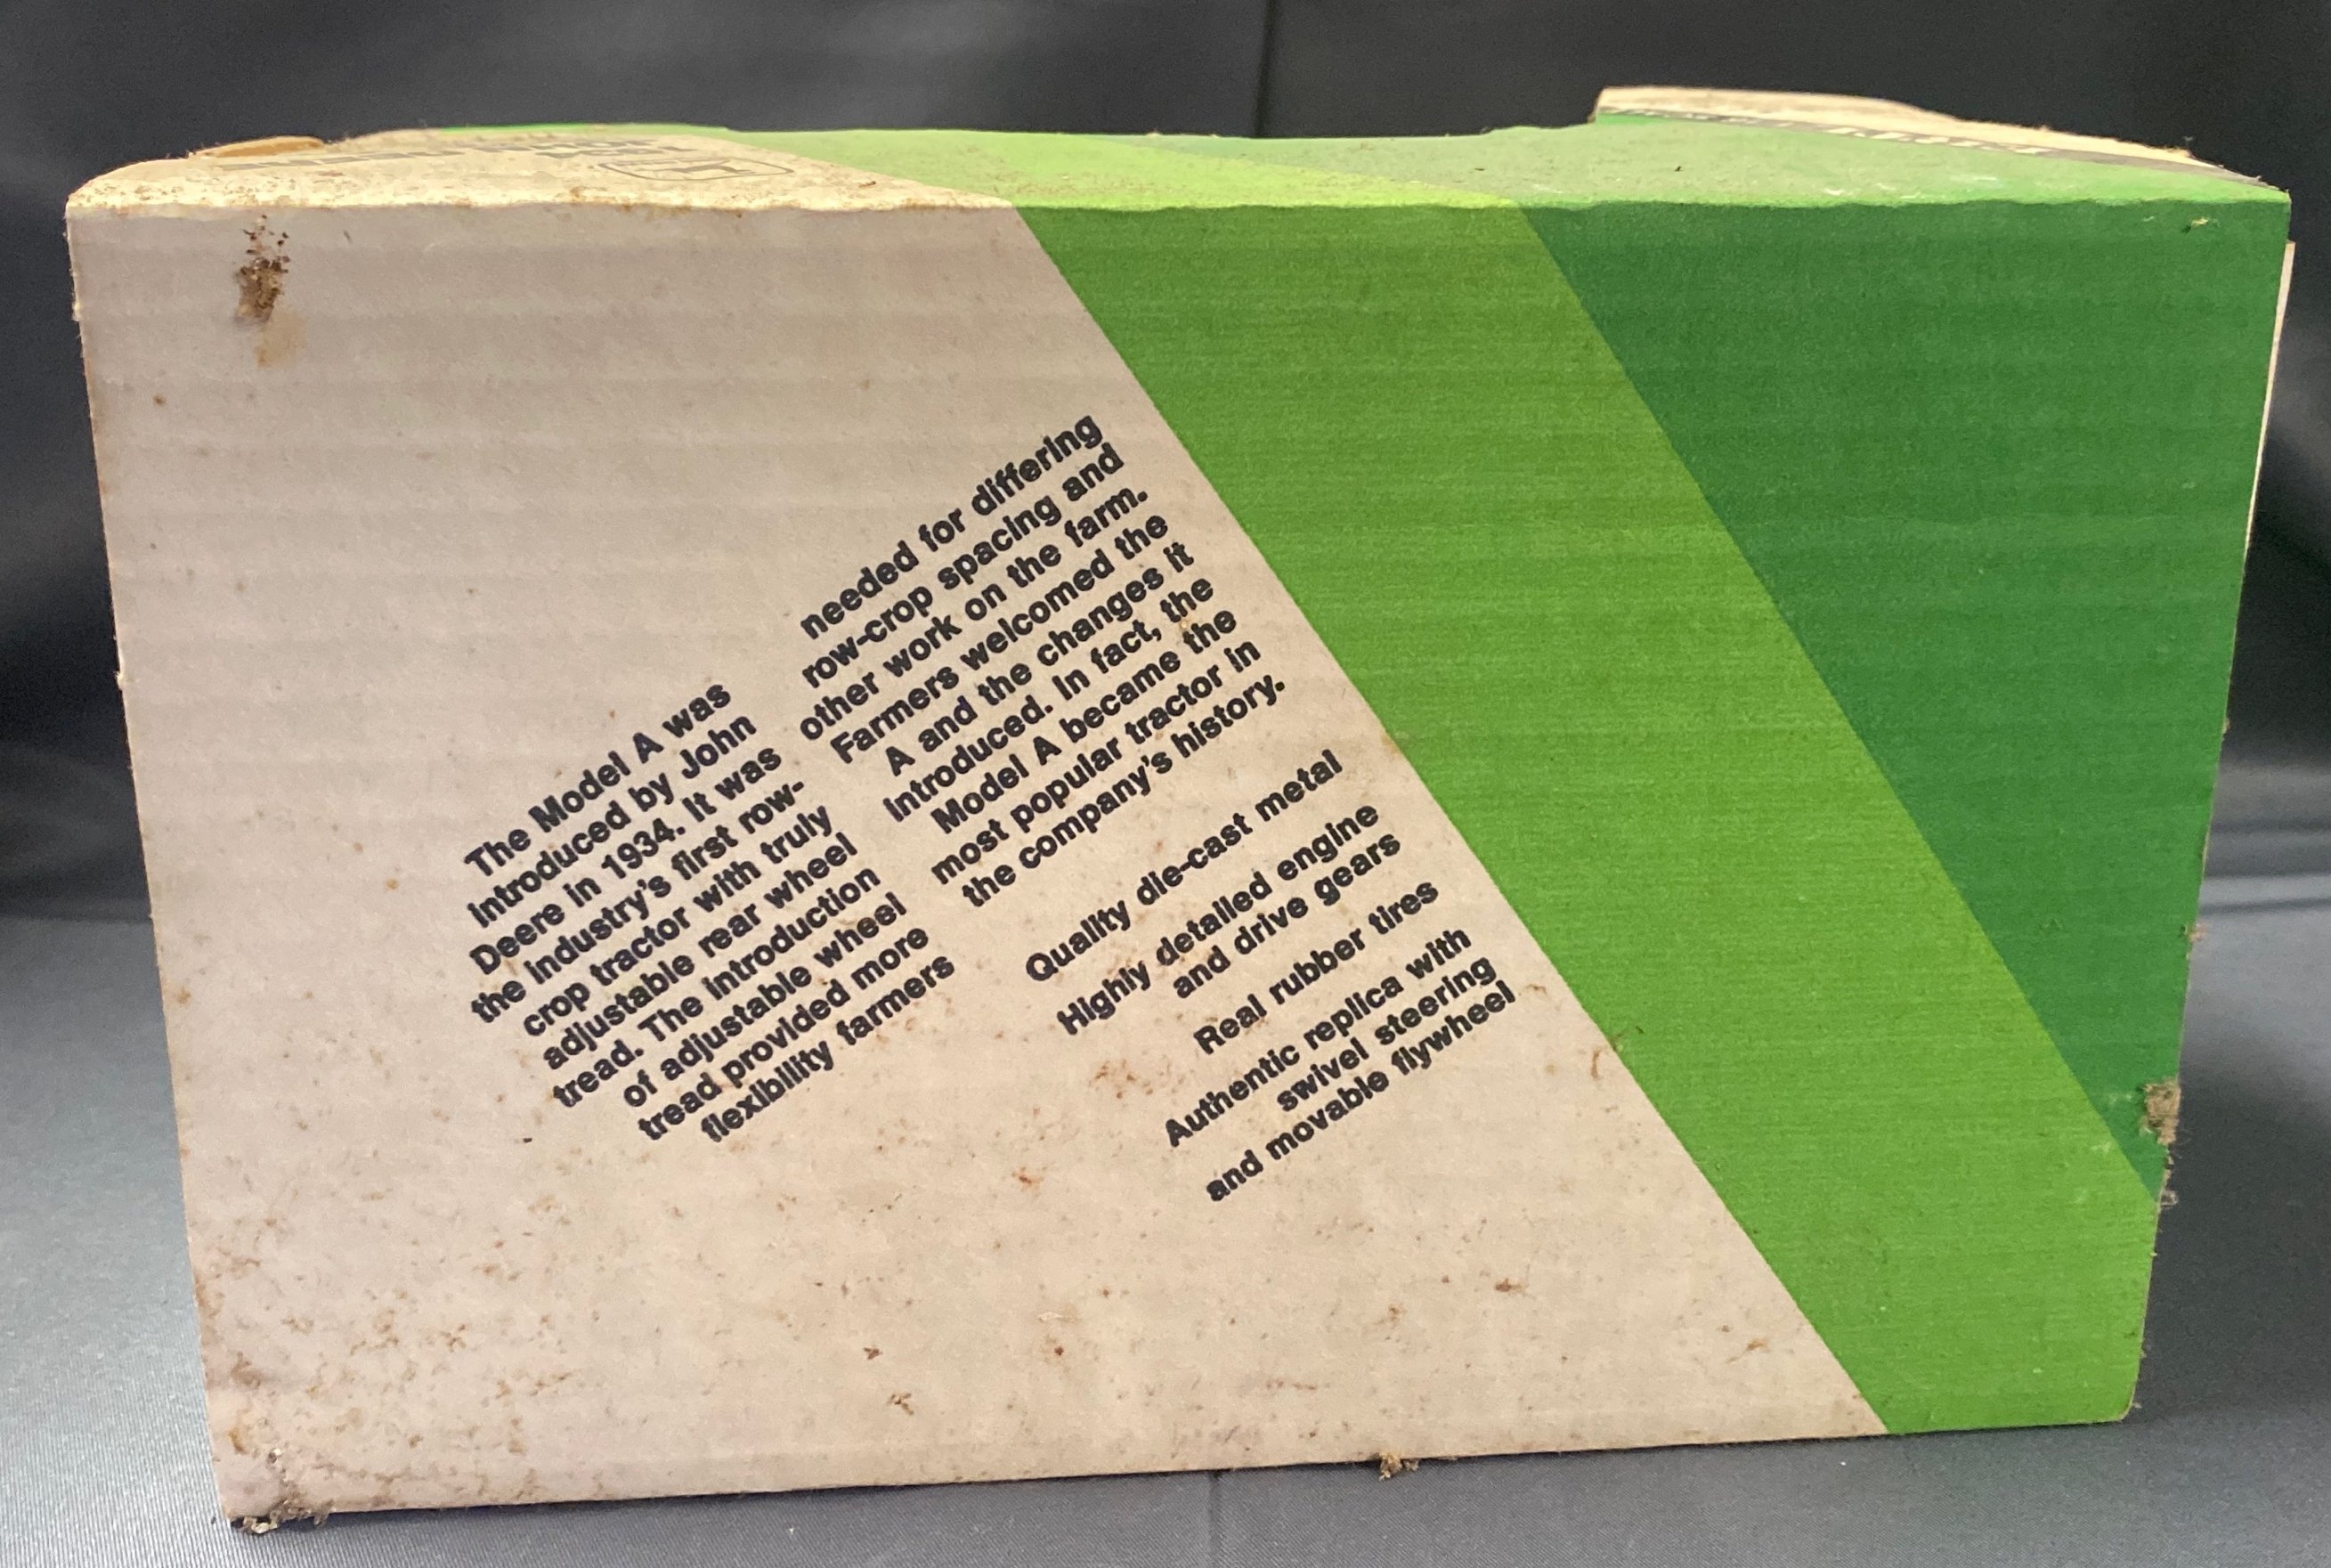 The Model A was
introduced by John
Deere in 1934. It was
the industry's first row-
crop tractor with truly
adjustable rear wheel
tread. The introduction
of adjustable wheel
tread provided more
flexibility farmers
needed for differing
row-crop spacing and
other work on the farm.
Farmers welcomed the
A and the changes it
introduced. In fact, the
Model A became the
most popular tractor in
the company's history.
Quality die-cast metal
Highly detailed engine
and drive gears
Real rubber tires
Authentic replica with
swivel steering
and movable flywheel